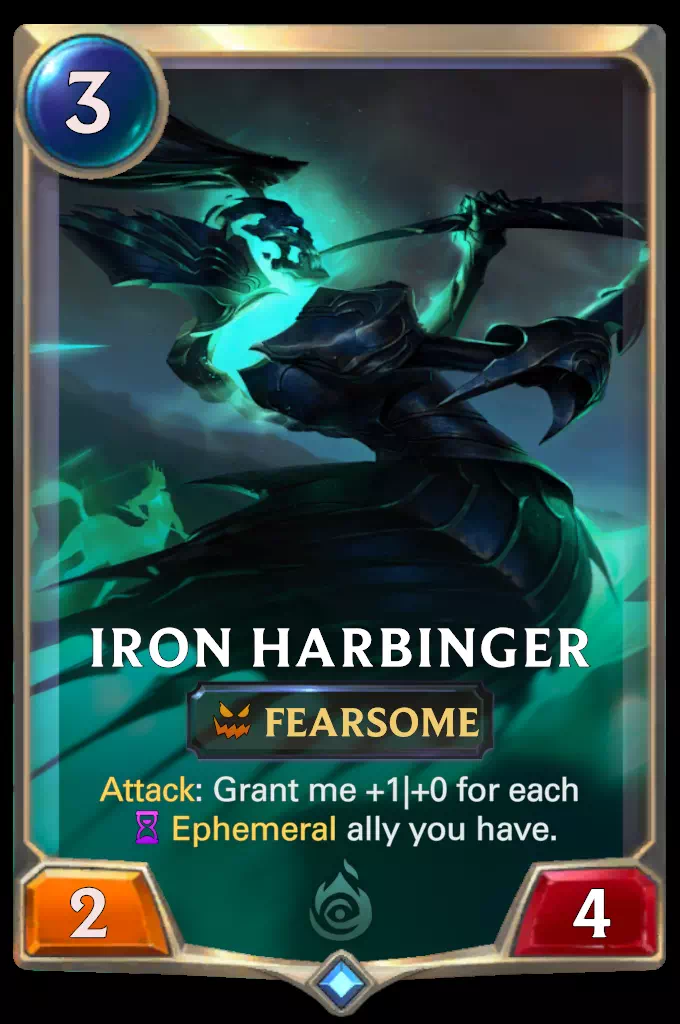 3
IRON HARBINGER
FEARSOME
Attack: Grant me +1|+0 for each
Ephemeral ally you have.
2
4